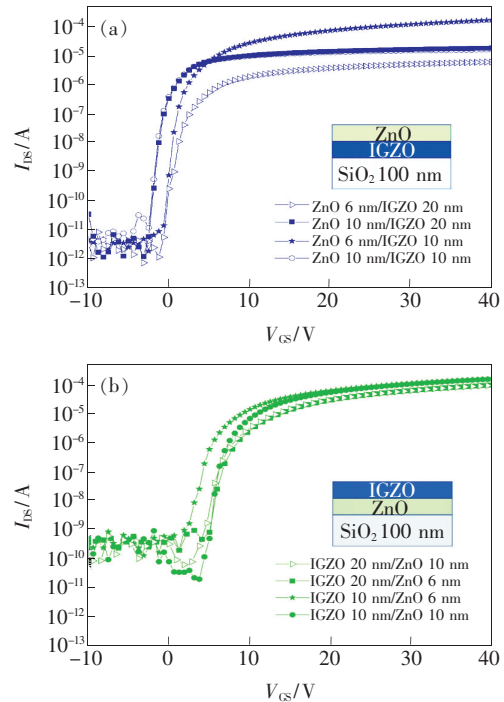 (a)
10⁻⁴
10⁻⁵
10⁻⁶
10⁻⁷
10⁻⁸
10⁻⁹
10⁻¹⁰
10⁻¹¹
10⁻¹²
10⁻¹³
I_DS/A
ZnO
IGZO
SiO₂ 100 nm
ZnO 6 nm/IGZO 20 nm
ZnO 10 nm/IGZO 20 nm
ZnO 6 nm/IGZO 10 nm
ZnO 10 nm/IGZO 10 nm
−10 0 10 20 30 40
V_GS/V
(b)
10⁻⁴
10⁻⁵
10⁻⁶
10⁻⁷
10⁻⁸
10⁻⁹
10⁻¹⁰
10⁻¹¹
10⁻¹²
10⁻¹³
I_DS/A
IGZO
ZnO
SiO₂ 100 nm
IGZO 20 nm/ZnO 10 nm
IGZO 20 nm/ZnO 6 nm
IGZO 10 nm/ZnO 6 nm
IGZO 10 nm/ZnO 10 nm
−10 0 10 20 30 40
V_GS/V